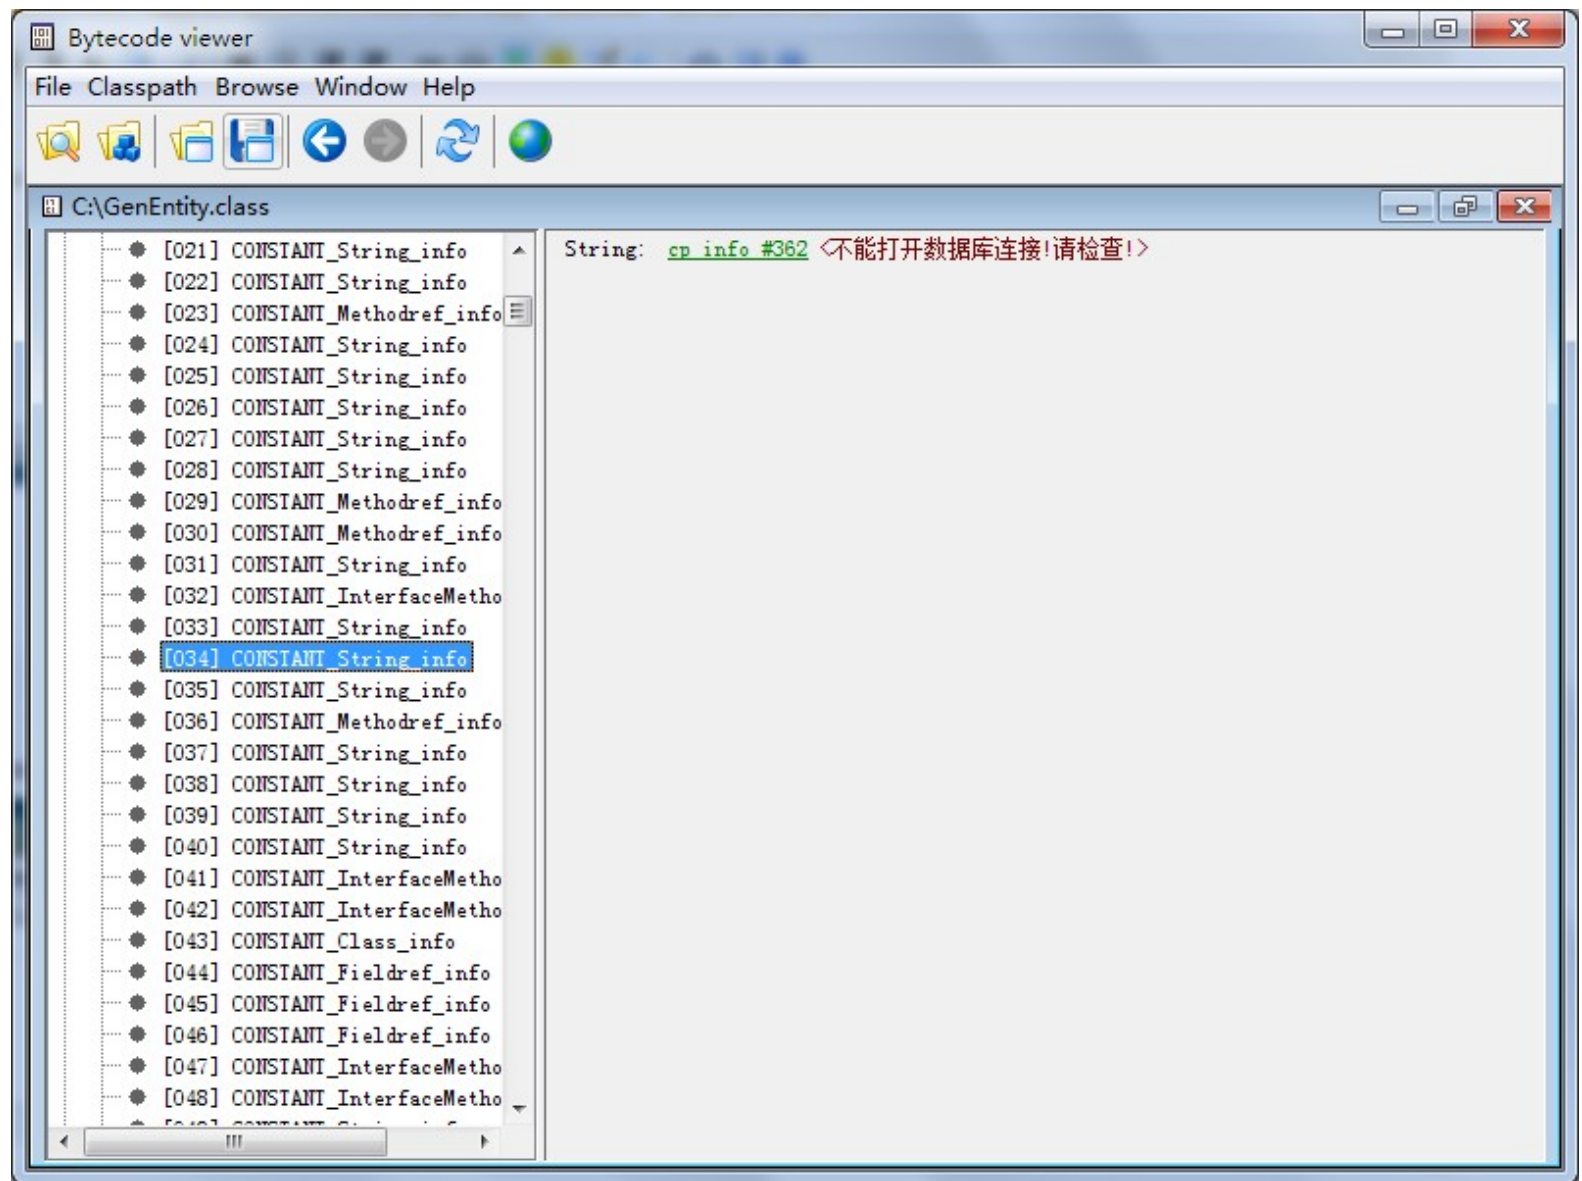 Bytecode viewer
File Classpath Browse Window Help
C:\GenEntity.class
[021] CONSTANT_String_info
[022] CONSTANT_String_info
[023] CONSTANT_Methodref_info
[024] CONSTANT_String_info
[025] CONSTANT_String_info
[026] CONSTANT_String_info
[027] CONSTANT_String_info
[028] CONSTANT_String_info
[029] CONSTANT_Methodref_info
[030] CONSTANT_Methodref_info
[031] CONSTANT_String_info
[032] CONSTANT_InterfaceMetho
[033] CONSTANT_String_info
[034] CONSTANT_String_info
[035] CONSTANT_String_info
[036] CONSTANT_Methodref_info
[037] CONSTANT_String_info
[038] CONSTANT_String_info
[039] CONSTANT_String_info
[040] CONSTANT_String_info
[041] CONSTANT_InterfaceMetho
[042] CONSTANT_InterfaceMetho
[043] CONSTANT_Class_info
[044] CONSTANT_Fieldref_info
[045] CONSTANT_Fieldref_info
[046] CONSTANT_Fieldref_info
[047] CONSTANT_InterfaceMetho
[048] CONSTANT_InterfaceMetho
String: cp info #362 <不能打开数据库连接!请检查!>